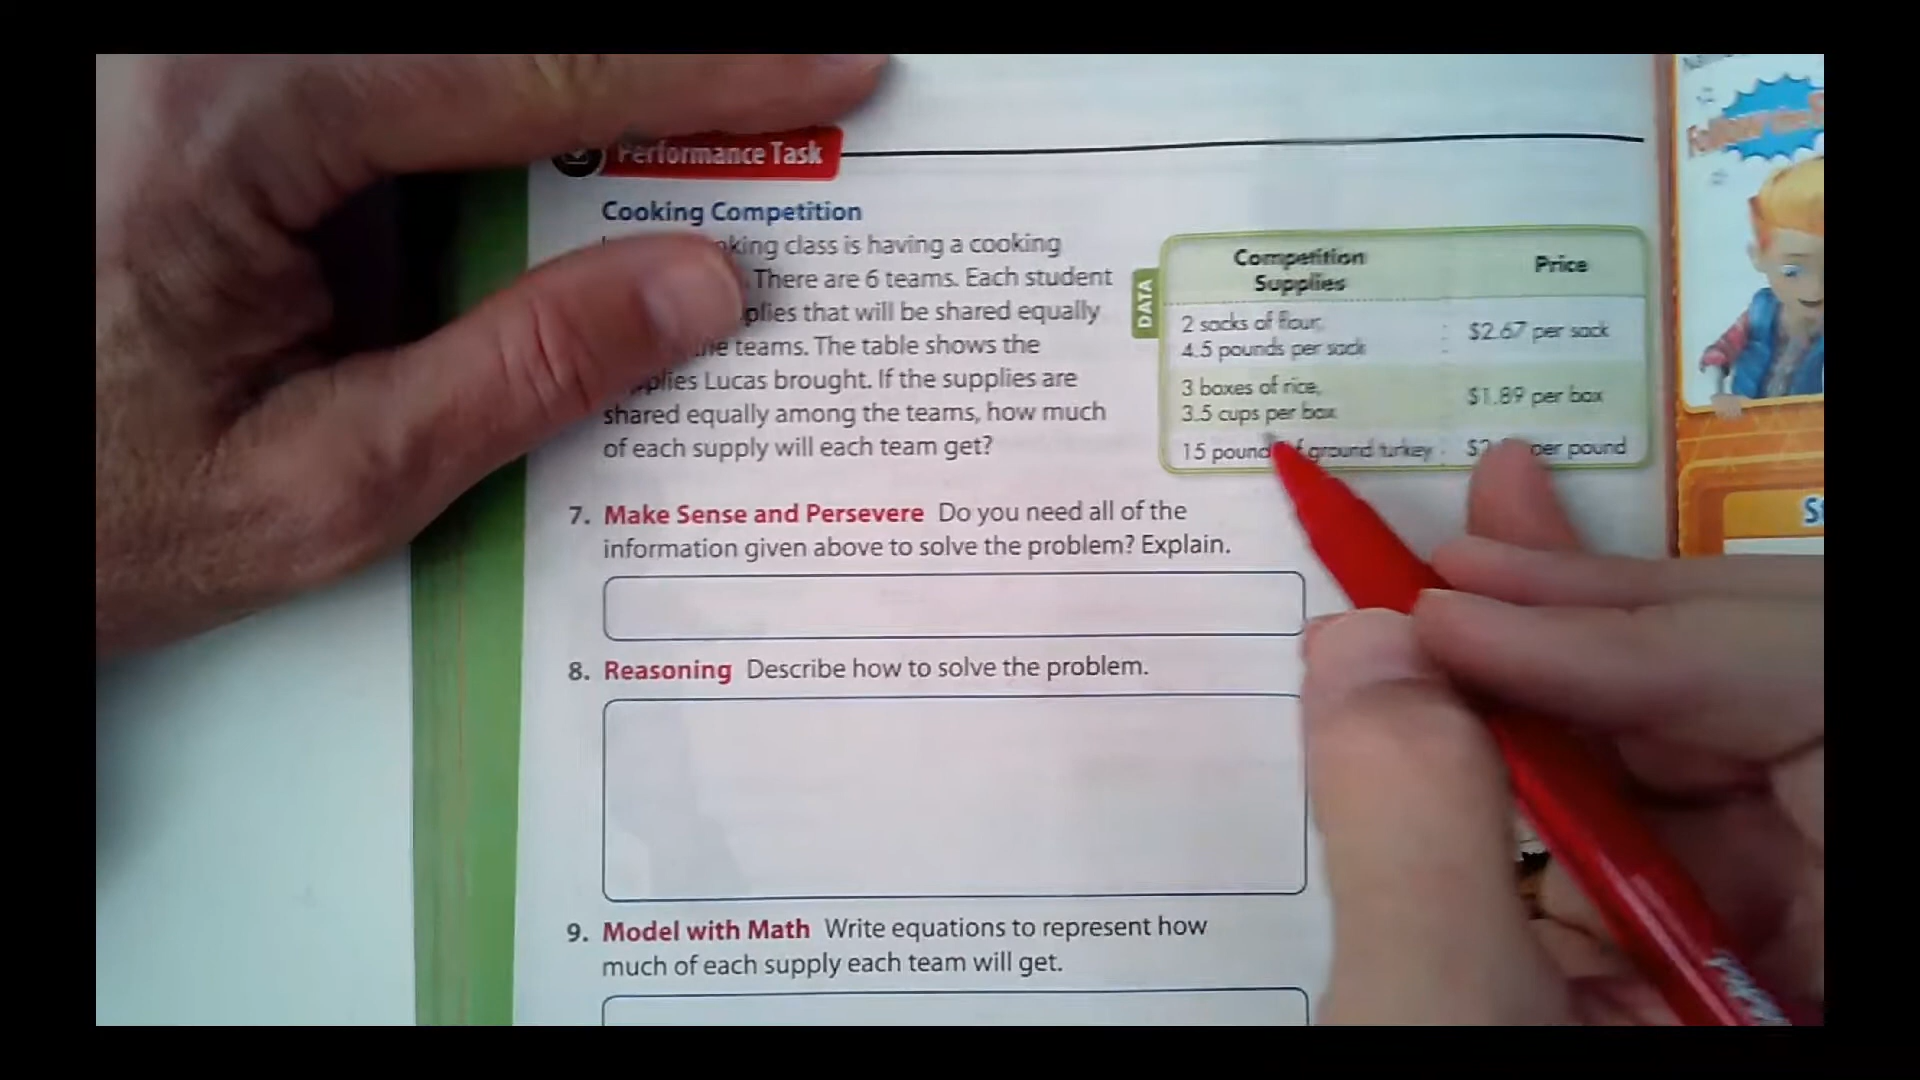 Performance Task
Cooking Competition
king class is having a cooking
. There are 6 teams. Each student
plies that will be shared equally
teams. The table shows the
plies Lucas brought. If the supplies are
shared equally among the teams, how much
of each supply will each team get?
DATA
Competition Supplies Price
2 sacks of flour, $2.67 per sack
4.5 pounds per sack
3 boxes of rice, $1.89 per box
3.5 cups per box
15 pound ground turkey per pound
7. Make Sense and Persevere Do you need all of the
information given above to solve the problem? Explain.
8. Reasoning Describe how to solve the problem.
9. Model with Math Write equations to represent how
much of each supply each team will get.